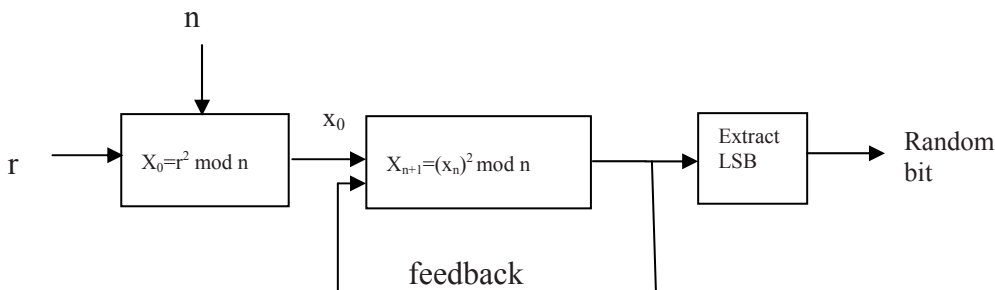 n
r
X₀=r² mod n
x₀
Xₙ₊₁=(xₙ)² mod n
Extract
LSB
Random
bit
feedback